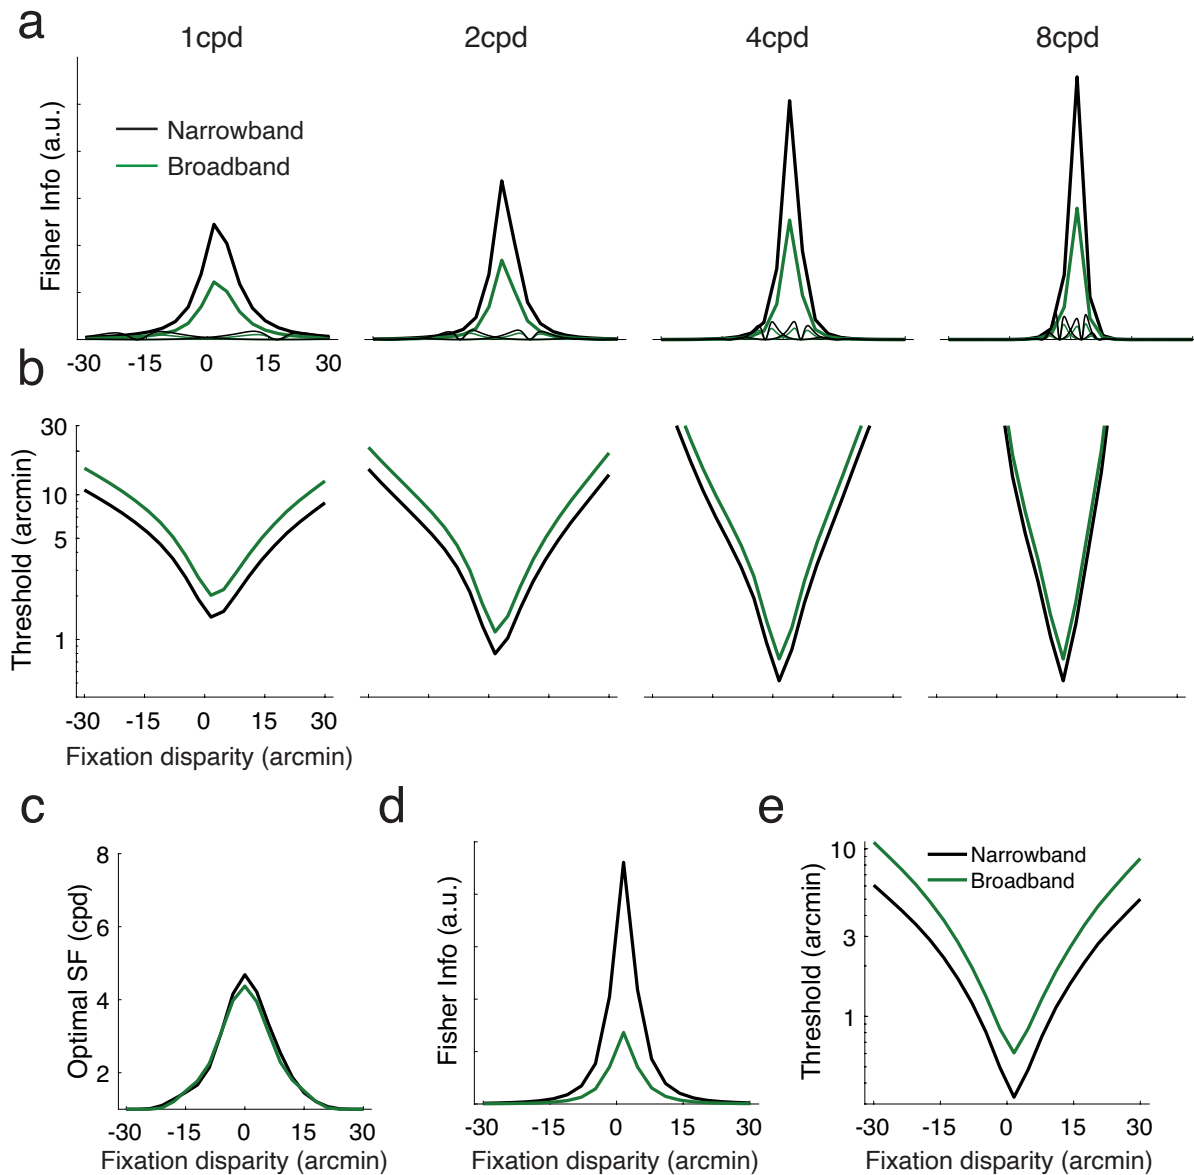 a
1cpd 2cpd 4cpd 8cpd
Fisher Info (a.u.)
Narrowband
Broadband
-30 -15 0 15 30
b
Threshold (arcmin)
30
10
5
1
-30 -15 0 15 30
Fixation disparity (arcmin)
c
Optimal SF (cpd)
8
6
4
2
-30 -15 0 15 30
Fixation disparity (arcmin)
d
Fisher Info (a.u.)
-30 -15 0 15 30
Fixation disparity (arcmin)
e
Threshold (arcmin)
10
3
1
Narrowband
Broadband
-30 -15 0 15 30
Fixation disparity (arcmin)